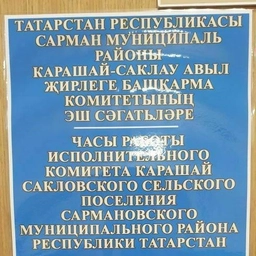 ТАТАРСТАН РЕСПУБЛИКАСЫ
САРМАН МУНИЦИПАЛЬ
РАЙОНЫ
КАРАШАЙ-САКЛАУ АВЫЛ
ҖИРЛЕГЕ БАШКАРМА
КОМИТЕТЫНЫҢ
ЭШ СӘГАТЬЛӘРЕ
ЧАСЫ РАБОТЫ
ИСПОЛНИТЕЛЬНОГО
КОМИТЕТА КАРАШАЙ
САКЛОВСКОГО СЕЛЬСКОГО
ПОСЕЛЕНИЯ
САРМАНОВСКОГО
МУНИЦИПАЛЬНОГО РАЙОНА
РЕСПУБЛИКИ ТАТАРСТАН